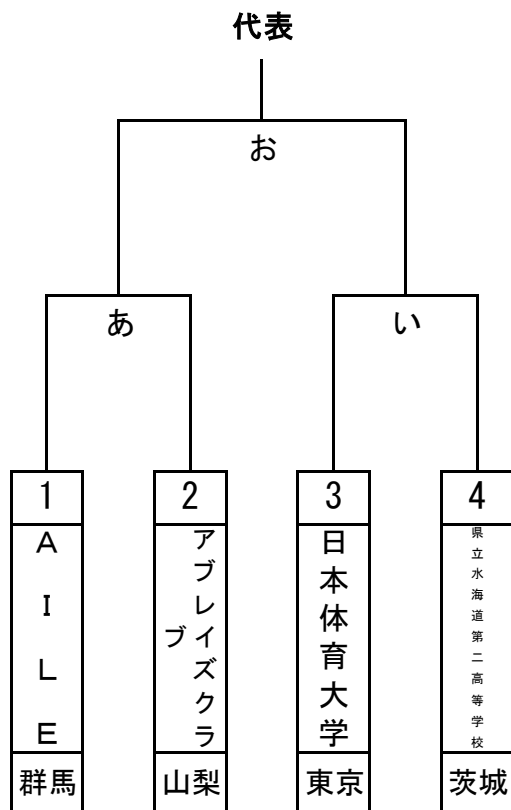 代表
お
あ
い
1
2
3
4
AILE
アブレイズクラブ
日本体育大学
県立水海道第二高等学校
群馬
山梨
東京
茨城